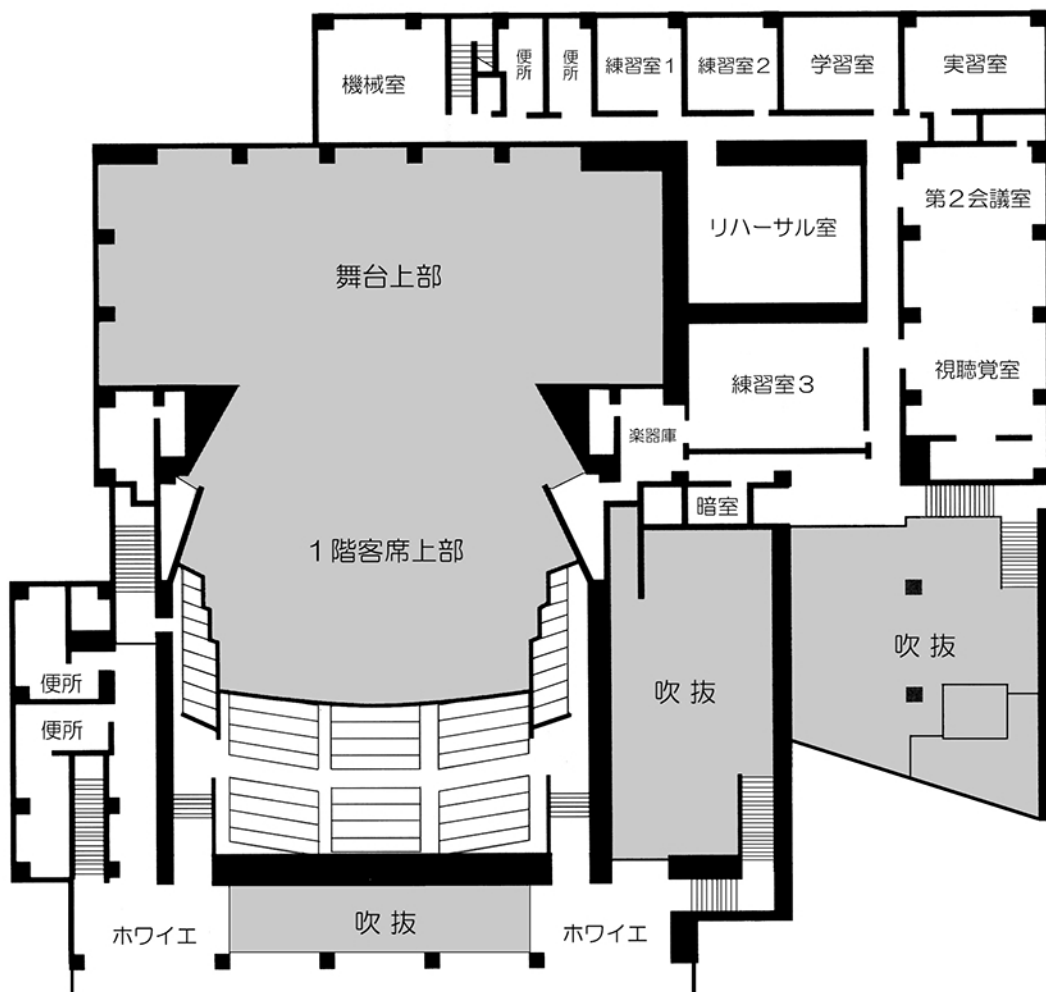 機械室
便所
便所
練習室1
練習室2
学習室
実習室
第2会議室
リハーサル室
舞台上部
視聴覚室
練習室3
楽器庫
暗室
1階客席上部
吹抜
吹抜
便所
便所
ホワイエ
吹抜
ホワイエ